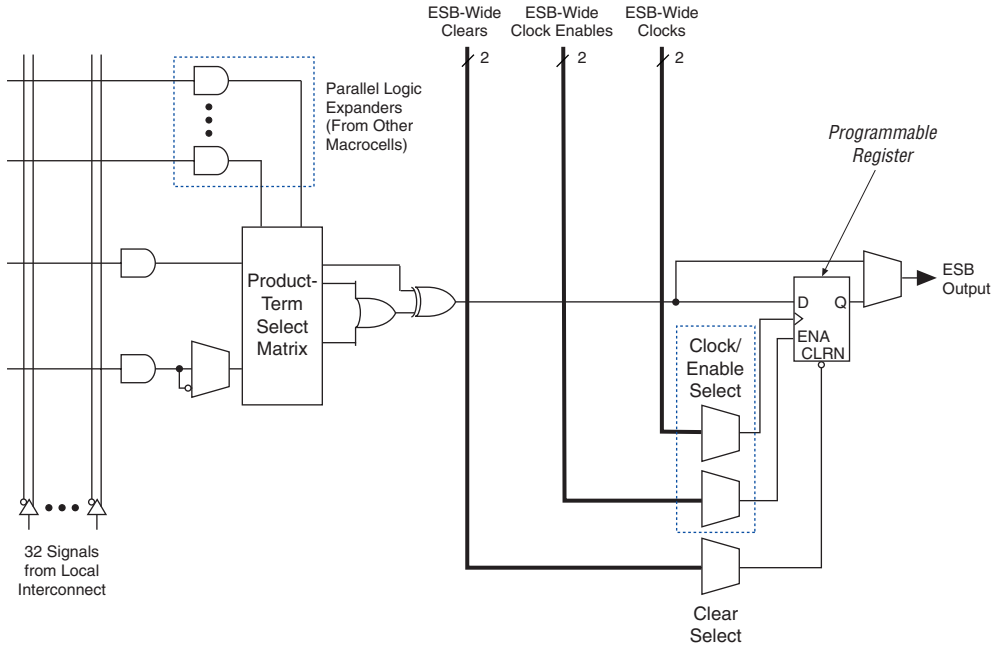 ESB-Wide
Clears
ESB-Wide
Clock Enables
ESB-Wide
Clocks
2
2
2
Parallel Logic
Expanders
(From Other
Macrocells)
Programmable
Register
Product-
Term
Select
Matrix
ESB
Output
D
Q
ENA
CLRN
Clock/
Enable
Select
32 Signals
from Local
Interconnect
Clear
Select